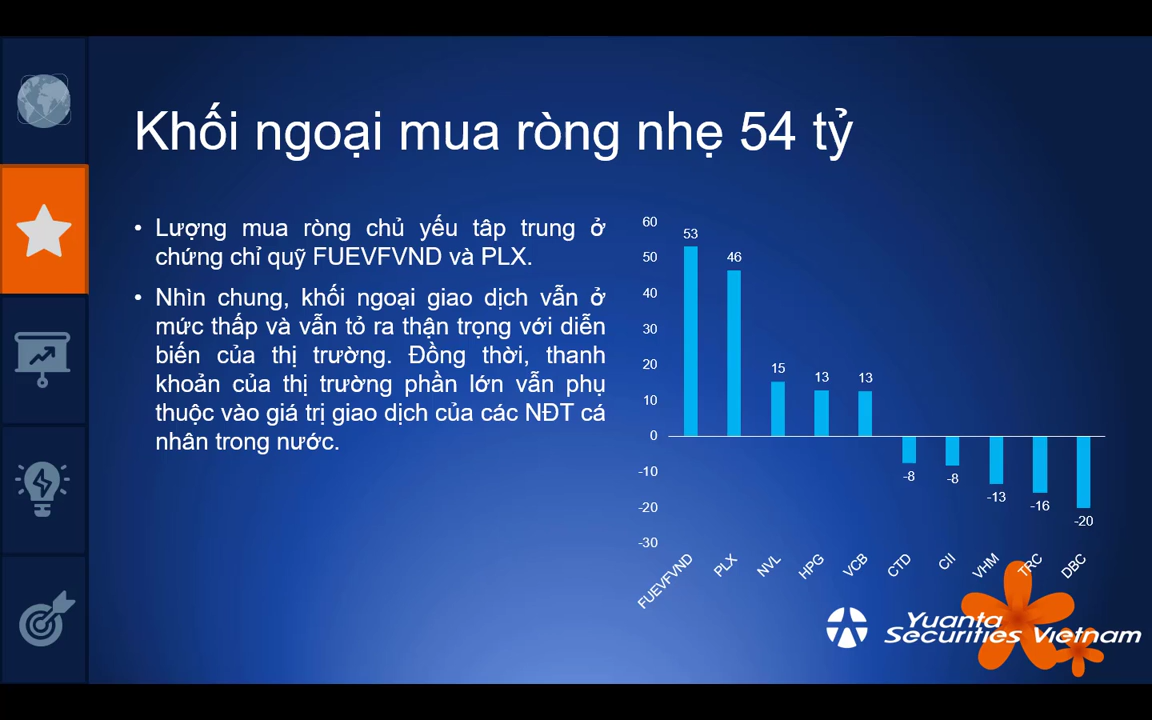 Khối ngoại mua ròng nhẹ 54 tỷ
• Lượng mua ròng chủ yếu tâp trung ở
chứng chỉ quỹ FUEVFVND và PLX.
• Nhìn chung, khối ngoại giao dịch vẫn ở
mức thấp và vẫn tỏ ra thận trọng với diễn
biến của thị trường. Đồng thời, thanh
khoản của thị trường phần lớn vẫn phụ
thuộc vào giá trị giao dịch của các NĐT cá
nhân trong nước.
60
50
40
30
20
10
0
-10
-20
-30
53
46
15
13
13
-8
-8
-13
-16
-20
FUEVFVND
PLX
NVL
HPG
VCB
CTD
CII
VHM
TRC
DBC
Yuanta
Securities Vietnam